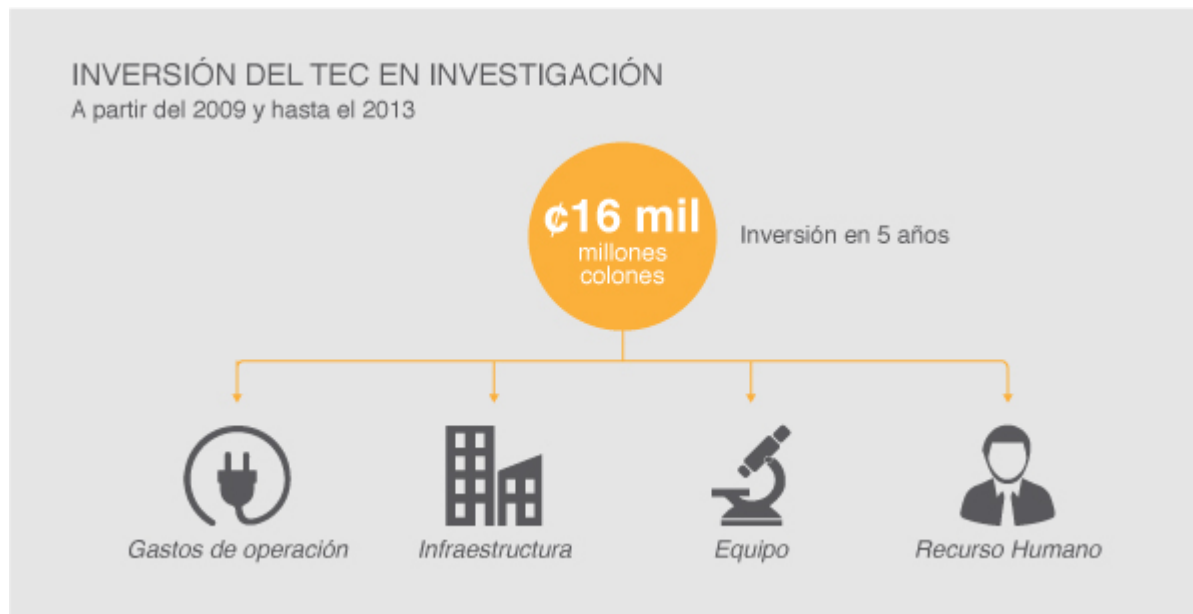 INVERSIÓN DEL TEC EN INVESTIGACIÓN
A partir del 2009 y hasta el 2013
¢16 mil
millones
colones
Inversión en 5 años
Gastos de operación
Infraestructura
Equipo
Recurso Humano